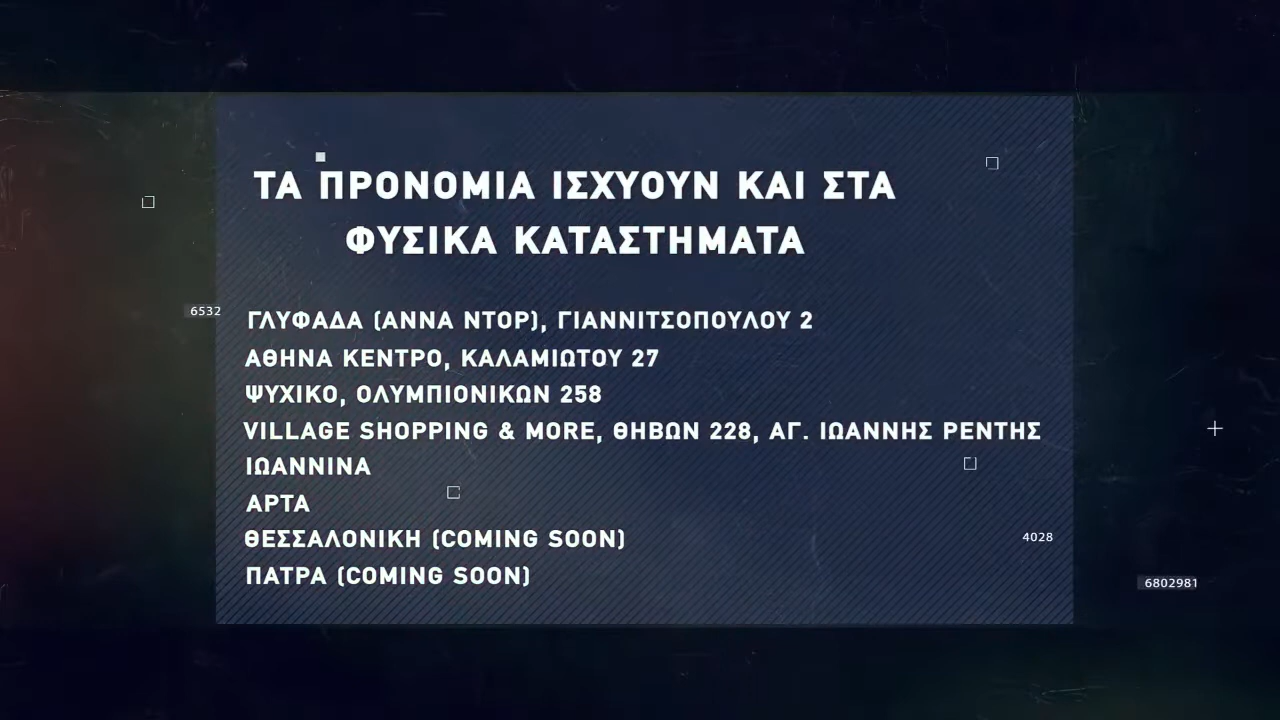 ΤΑ ΠΡΟΝΟΜΙΑ ΙΣΧΥΟΥΝ ΚΑΙ ΣΤΑ
ΦΥΣΙΚΑ ΚΑΤΑΣΤΗΜΑΤΑ
6532
ΓΛΥΦΑΔΑ (ΑΝΝΑ ΝΤΟΡ), ΓΙΑΝΝΙΤΣΟΠΟΥΛΟΥ 2
ΑΘΗΝΑ ΚΕΝΤΡΟ, ΚΑΛΑΜΙΩΤΟΥ 27
ΨΥΧΙΚΟ, ΟΛΥΜΠΙΟΝΙΚΩΝ 258
VILLAGE SHOPPING & MORE, ΘΗΒΩΝ 228, ΑΓ. ΙΩΑΝΝΗΣ ΡΕΝΤΗΣ
ΙΩΑΝΝΙΝΑ
ΑΡΤΑ
ΘΕΣΣΑΛΟΝΙΚΗ (COMING SOON)
4028
ΠΑΤΡΑ (COMING SOON)
6802981